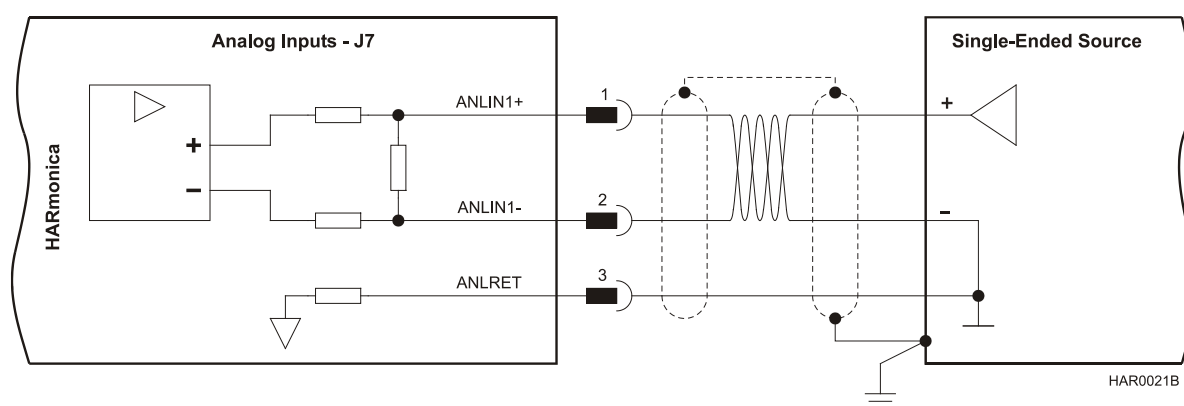 Analog Inputs - J7
Single-Ended Source
HARmonica
+
-
ANLIN1+
1
+
ANLIN1-
2
-
ANLRET
3
HAR0021B